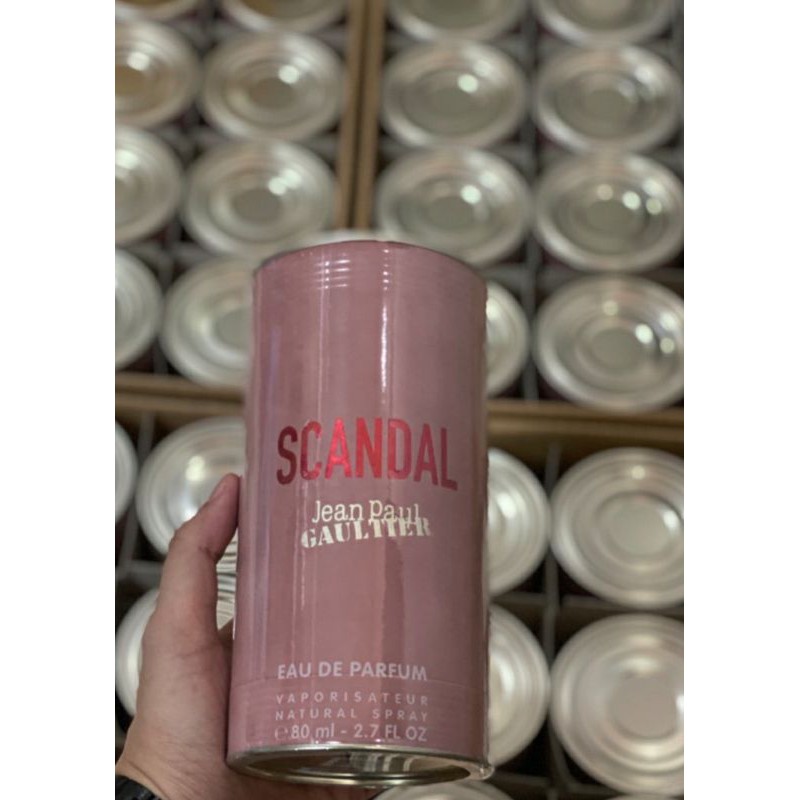 SCANDAL
Jean Paul
GAULTIER
EAU DE PARFUM
VAPORISATEUR
NATURAL SPRAY
℮ 80 ml - 2.7 FL OZ